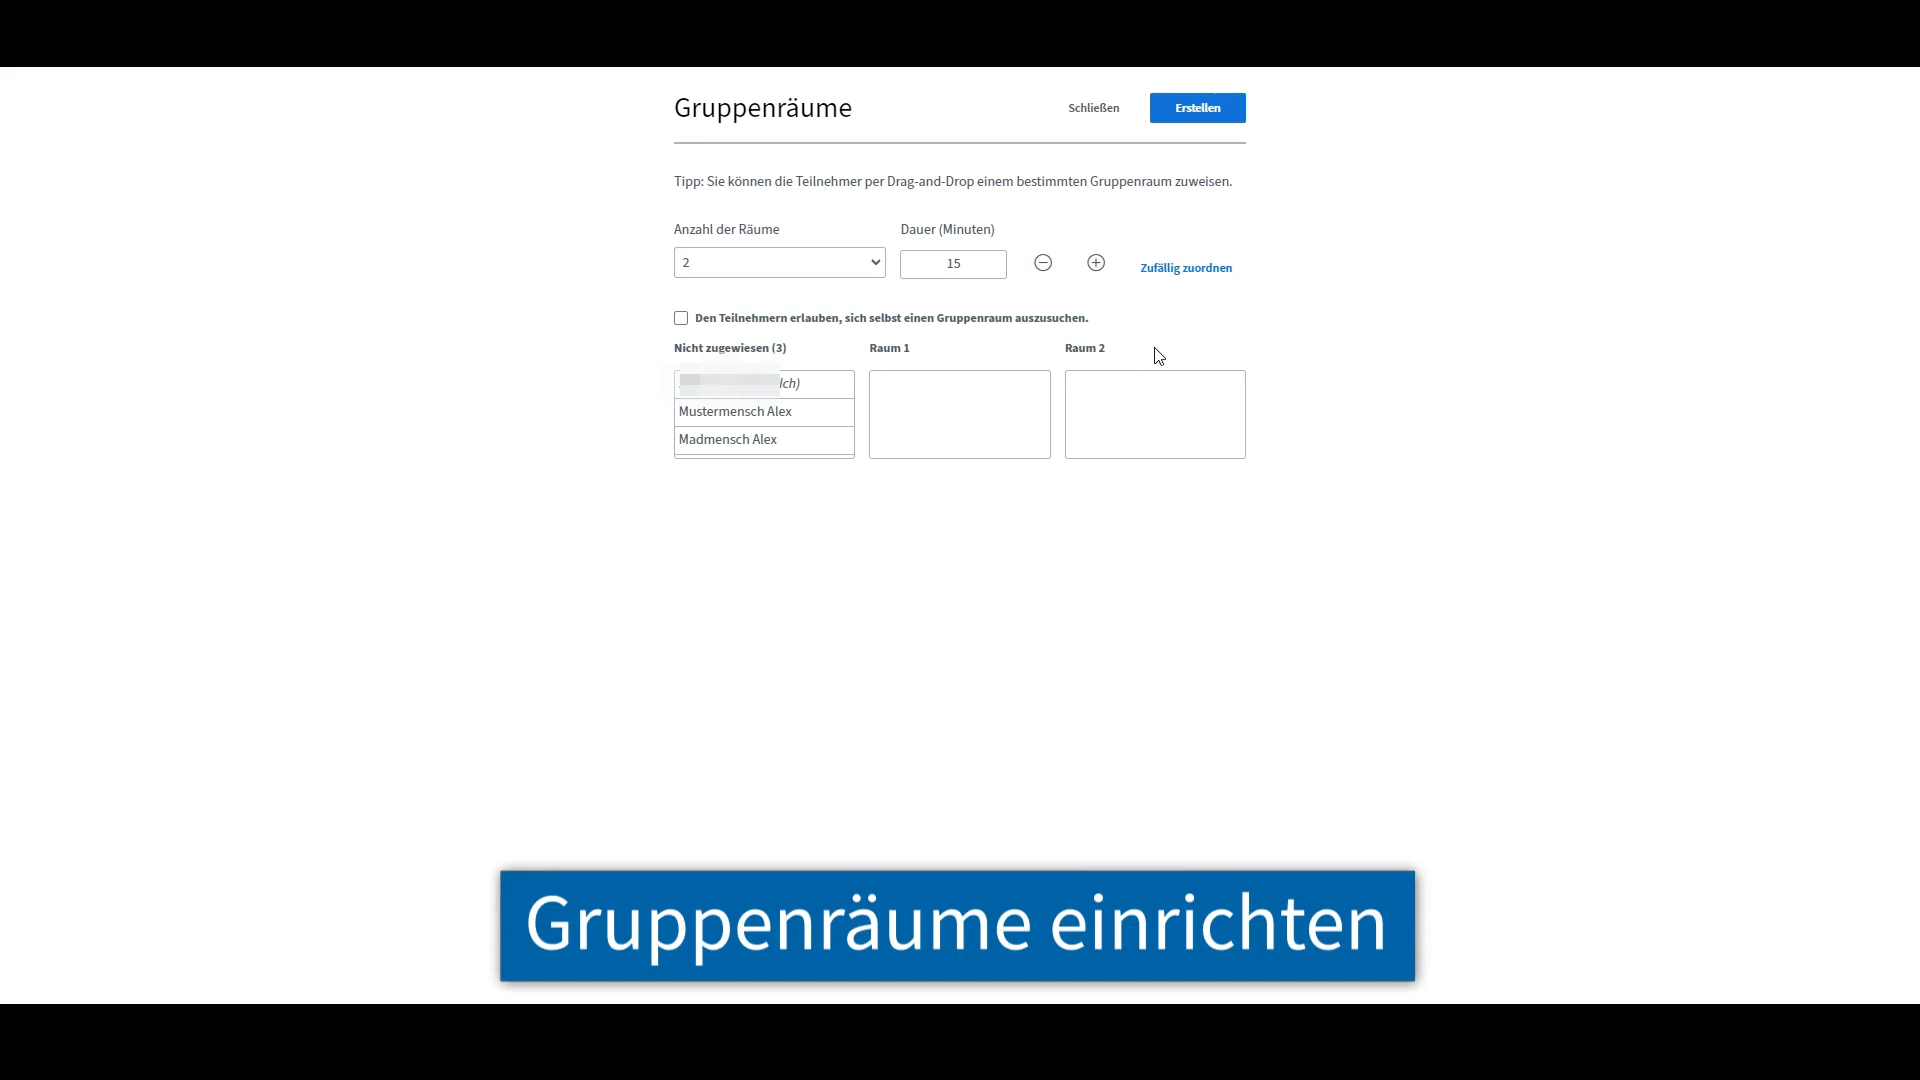 Gruppenräume
Schließen
Erstellen
Tipp: Sie können die Teilnehmer per Drag-and-Drop einem bestimmten Gruppenraum zuweisen.
Anzahl der Räume
Dauer (Minuten)
2
15
Zufällig zuordnen
Den Teilnehmern erlauben, sich selbst einen Gruppenraum auszusuchen.
Nicht zugewiesen (3)
Raum 1
Raum 2
Mustermensch Alex
Madmensch Alex
Gruppenräume einrichten